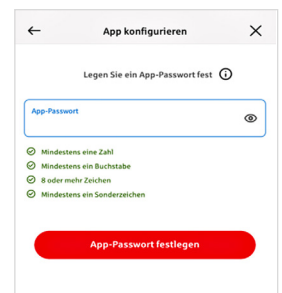 App konfigurieren
Legen Sie ein App-Passwort fest
App-Passwort
Mindestens eine Zahl
Mindestens ein Buchstabe
8 oder mehr Zeichen
Mindestens ein Sonderzeichen
App-Passwort festlegen